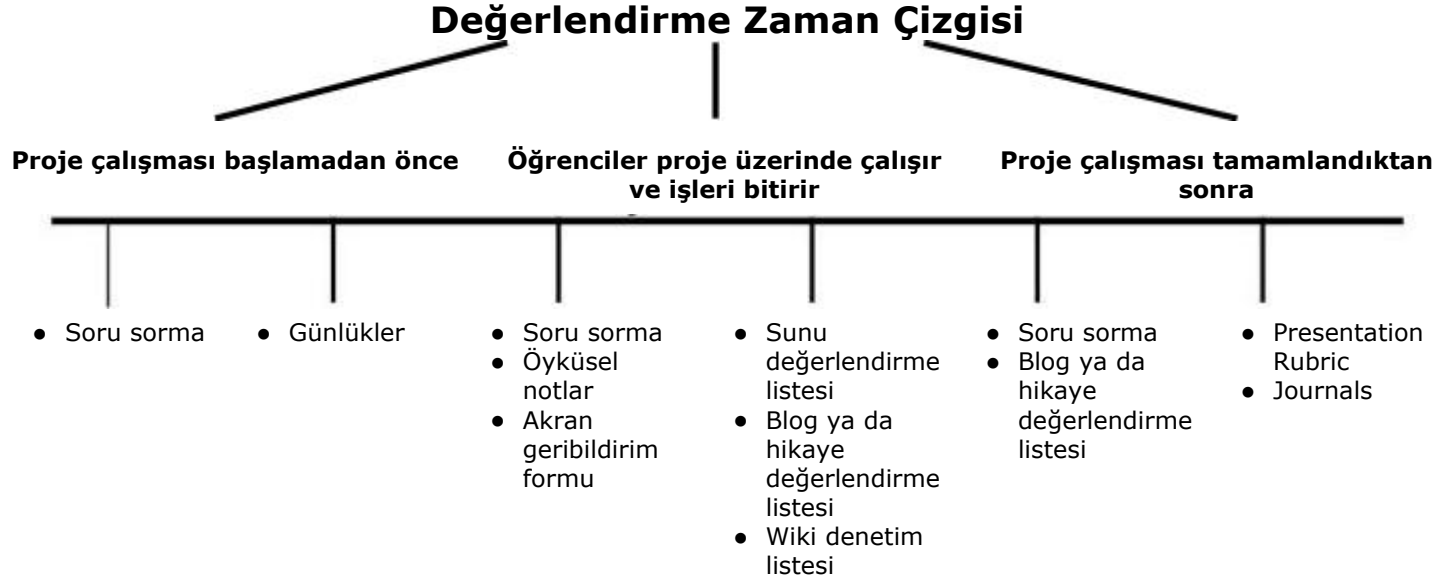 Değerlendirme Zaman Çizgisi
Proje çalışması başlamadan önce
Öğrenciler proje üzerinde çalışır
ve işleri bitirir
Proje çalışması tamamlandıktan
sonra
● Soru sorma
● Günlükler
● Soru sorma
● Öyküsel
notlar
● Akran
geribildirim
formu
● Sunu
değerlendirme
listesi
● Blog ya da
hikaye
değerlendirme
listesi
● Wiki denetim
listesi
● Soru sorma
● Blog ya da
hikaye
değerlendirme
listesi
● Presentation
Rubric
● Journals